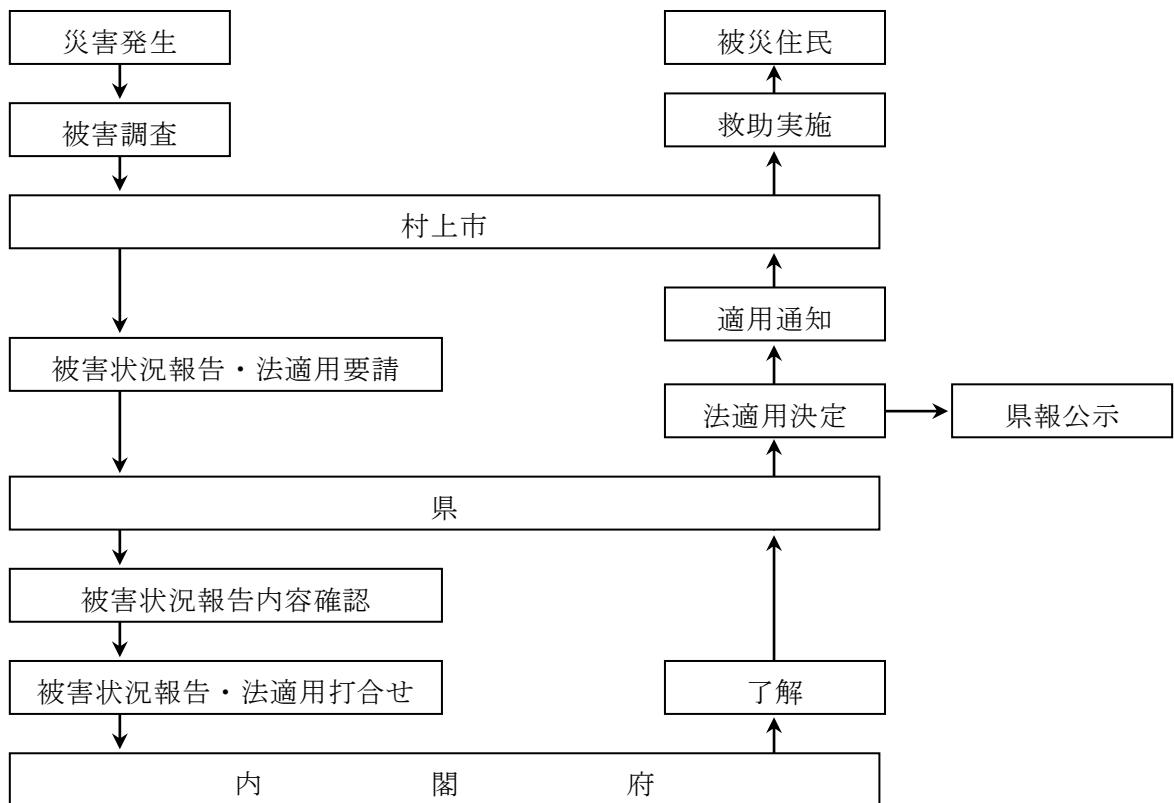 災害発生
被災住民
被害調査
救助実施
村上市
適用通知
被害状況報告・法適用要請
法適用決定
県報公示
県
被害状況報告内容確認
被害状況報告・法適用打合せ
了解
内閣府